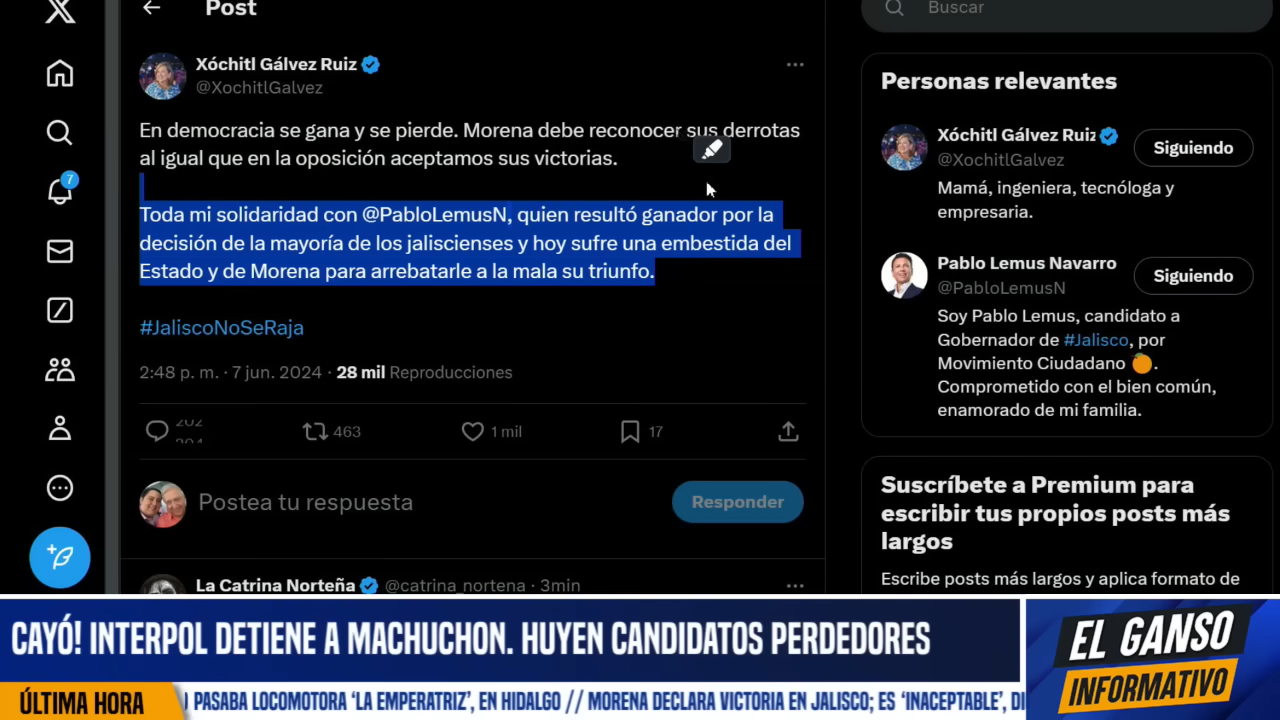 Post
Buscar
Xóchitl Gálvez Ruiz
@XochitlGalvez
En democracia se gana y se pierde. Morena debe reconocer sus derrotas
al igual que en la oposición aceptamos sus victorias.
Toda mi solidaridad con @PabloLemusN, quien resultó ganador por la
decisión de la mayoría de los jaliscienses y hoy sufre una embestida del
Estado y de Morena para arrebatarle a la mala su triunfo.
#JaliscoNoSeRaja
2:48 p. m. · 7 jun. 2024 · 28 mil Reproducciones
463
1 mil
17
Postea tu respuesta
Responder
La Catrina Norteña @catrina_nortena · 3min
7
Personas relevantes
Xóchitl Gálvez Ruiz
@XochitlGalvez
Siguiendo
Mamá, ingeniera, tecnóloga y
empresaria.
Pablo Lemus Navarro
@PabloLemusN
Siguiendo
Soy Pablo Lemus, candidato a
Gobernador de #Jalisco, por
Movimiento Ciudadano 🍊.
Comprometido con el bien común,
enamorado de mi familia.
Suscríbete a Premium para
escribir tus propios posts más
largos
Escribe posts más largos y aplica formato de
CAYÓ! INTERPOL DETIENE A MACHUCHON. HUYEN CANDIDATOS PERDEDORES
EL GANSO
INFORMATIVO
ÚLTIMA HORA
PASABA LOCOMOTORA ‘LA EMPERATRIZ’, EN HIDALGO // MORENA DECLARA VICTORIA EN JALISCO; ES ‘INACEPTABLE’, DI